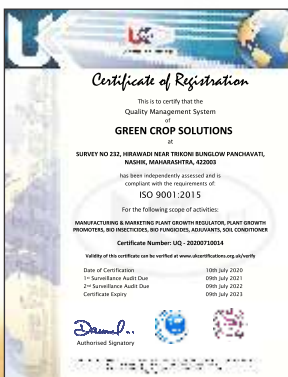 UK
Certificate of Registration
This is to certify that the
Quality Management System
of
GREEN CROP SOLUTIONS
at
SURVEY NO 232, HIRAWADI NEAR TRIKONI BUNGLOW PANCHAVATI,
NASHIK, MAHARASHTRA, 422003
has been independently assessed and is
compliant with the requirements of:
ISO 9001:2015
For the following scope of activities:
MANUFACTURING & MARKETING PLANT GROWTH REGULATOR, PLANT GROWTH
PROMOTERS, BIO INSECTICIDES, BIO FUNGICIDES, ADJUVANTS, SOIL CONDITIONER
Certificate Number: UQ - 20200710014
Validity of this certificate can be verified at www.ukcertifications.org.uk/verify
Date of Certification 10th July 2020
1st Surveillance Audit Due 09th July 2021
2nd Surveillance Audit Due 09th July 2022
Certificate Expiry 09th July 2023
Authorised Signatory